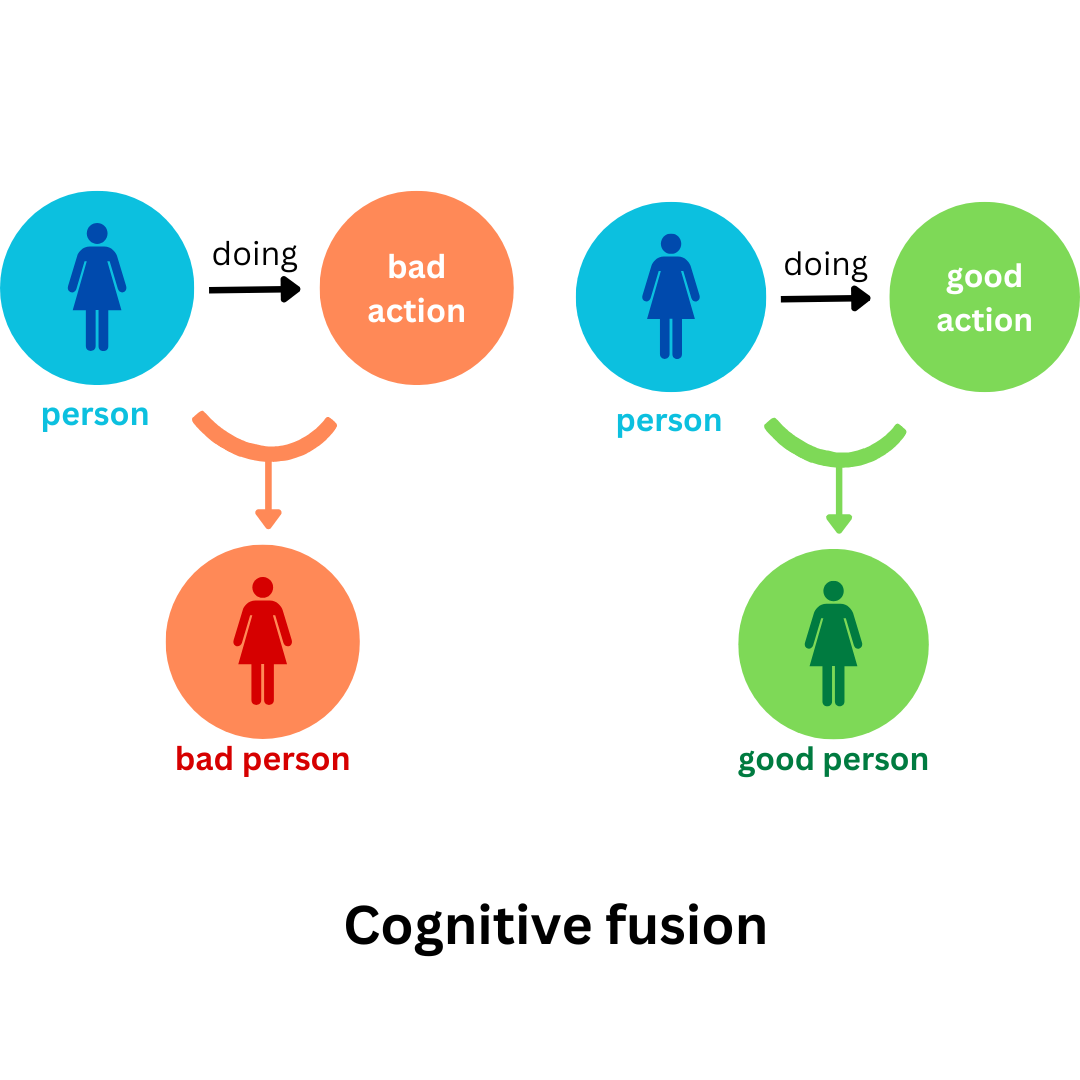 doing
bad
action
person
bad person
doing
good
action
person
good person
Cognitive fusion